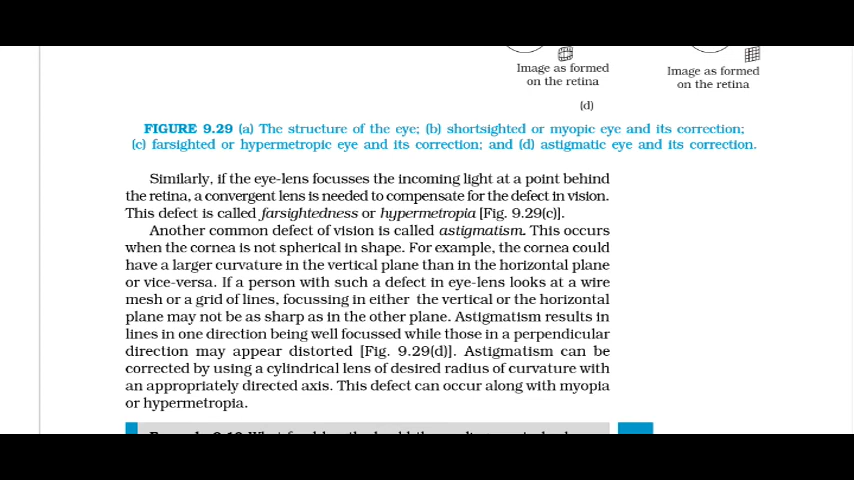 Image as formed
on the retina
Image as formed
on the retina
(d)
FIGURE 9.29 (a) The structure of the eye; (b) shortsighted or myopic eye and its correction;
(c) farsighted or hypermetropic eye and its correction; and (d) astigmatic eye and its correction.
Similarly, if the eye-lens focusses the incoming light at a point behind
the retina, a convergent lens is needed to compensate for the defect in vision.
This defect is called farsightedness or hypermetropia [Fig. 9.29(c)].
Another common defect of vision is called astigmatism. This occurs
when the cornea is not spherical in shape. For example, the cornea could
have a larger curvature in the vertical plane than in the horizontal plane
or vice-versa. If a person with such a defect in eye-lens looks at a wire
mesh or a grid of lines, focussing in either the vertical or the horizontal
plane may not be as sharp as in the other plane. Astigmatism results in
lines in one direction being well focussed while those in a perpendicular
direction may appear distorted [Fig. 9.29(d)]. Astigmatism can be
corrected by using a cylindrical lens of desired radius of curvature with
an appropriately directed axis. This defect can occur along with myopia
or hypermetropia.